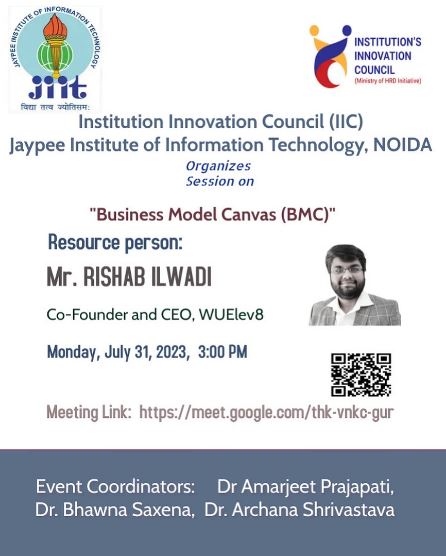 JAYPEE INSTITUTE OF INFORMATION TECHNOLOGY
jiit
विद्या तत्व ज्योतिसम:
INSTITUTION'S
INNOVATION
COUNCIL
(Ministry of HRD Initiative)
Institution Innovation Council (IIC)
Jaypee Institute of Information Technology, NOIDA
Organizes
Session on
"Business Model Canvas (BMC)"
Resource person:
Mr. RISHAB ILWADI
Co-Founder and CEO, WUElev8
Monday, July 31, 2023, 3:00 PM
Meeting Link: https://meet.google.com/thk-vnkc-gur
Event Coordinators: Dr Amarjeet Prajapati,
Dr. Bhawna Saxena, Dr. Archana Shrivastava